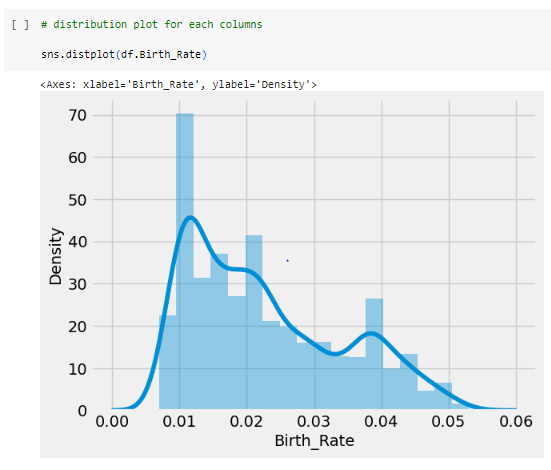 [ ] # distribution plot for each columns
sns.distplot(df.Birth_Rate)
<Axes: xlabel='Birth_Rate', ylabel='Density'>
70
60
50
40
30
20
10
0
Density
0.00 0.01 0.02 0.03 0.04 0.05 0.06
Birth_Rate